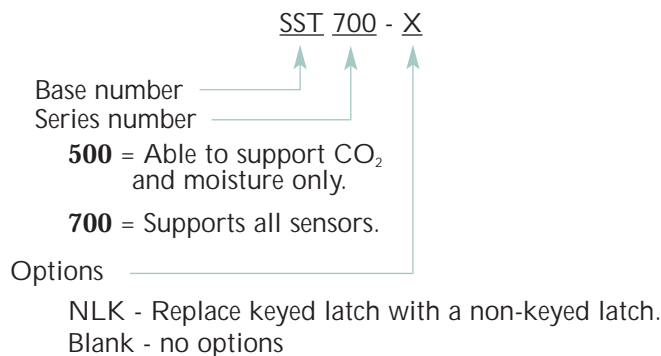 SST 700 - X
Base number
Series number
500 = Able to support CO₂
and moisture only.
700 = Supports all sensors.
Options
NLK - Replace keyed latch with a non-keyed latch.
Blank - no options